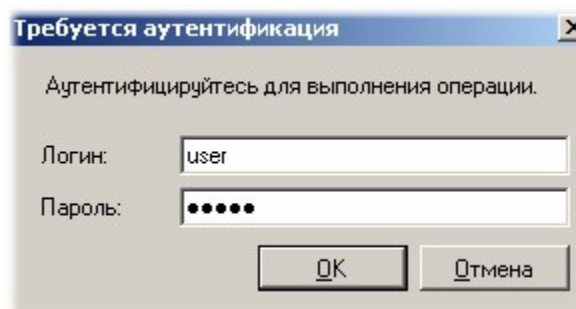 Требуется аутентификация
Аутентифицируйтесь для выполнения операции.
Логин: user
Пароль: •••••
OK Отмена